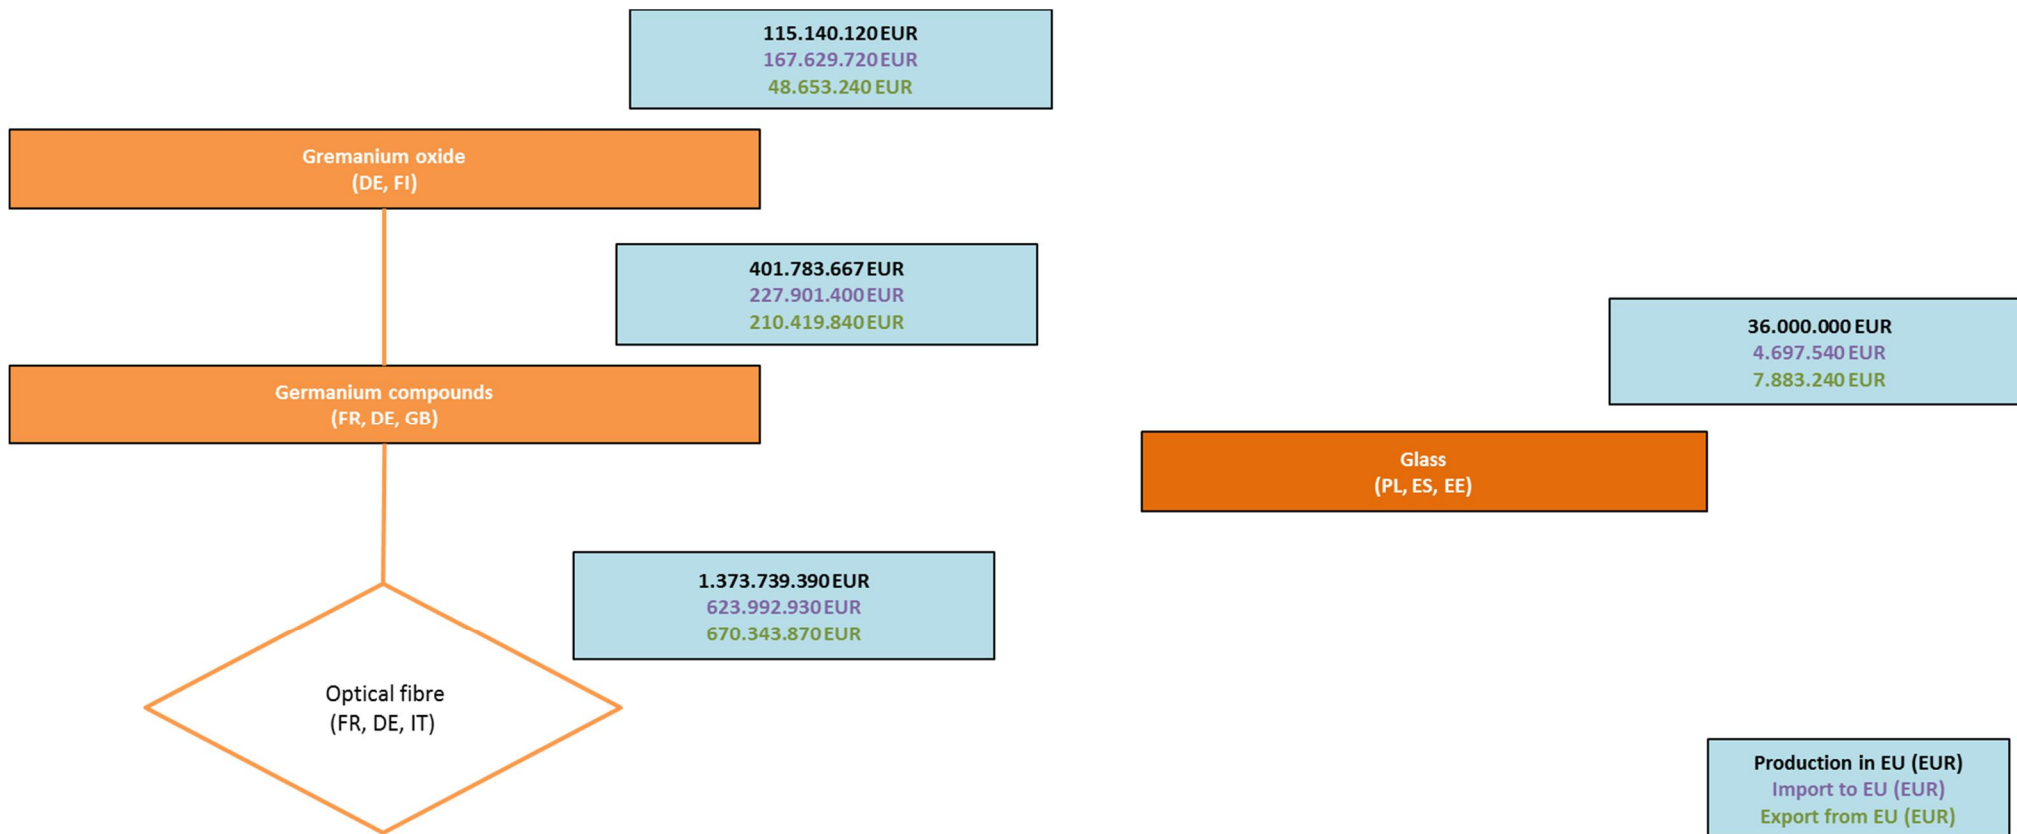 115.140.120 EUR
167.629.720 EUR
48.653.240 EUR
Gremanium oxide
(DE, FI)
401.783.667 EUR
227.901.400 EUR
210.419.840 EUR
Germanium compounds
(FR, DE, GB)
36.000.000 EUR
4.697.540 EUR
7.883.240 EUR
Glass
(PL, ES, EE)
1.373.739.390 EUR
623.992.930 EUR
670.343.870 EUR
Optical fibre
(FR, DE, IT)
Production in EU (EUR)
Import to EU (EUR)
Export from EU (EUR)